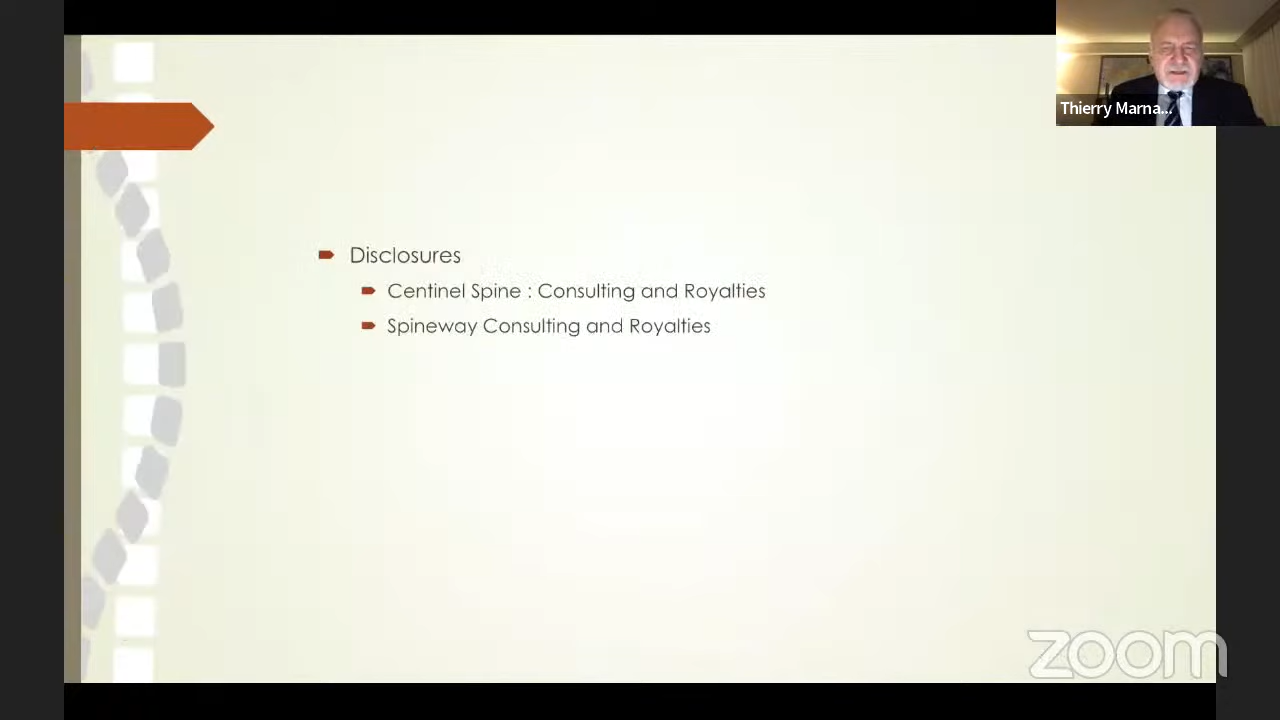 Thierry Marna...
Disclosures
Centinel Spine : Consulting and Royalties
Spineway Consulting and Royalties
zoom